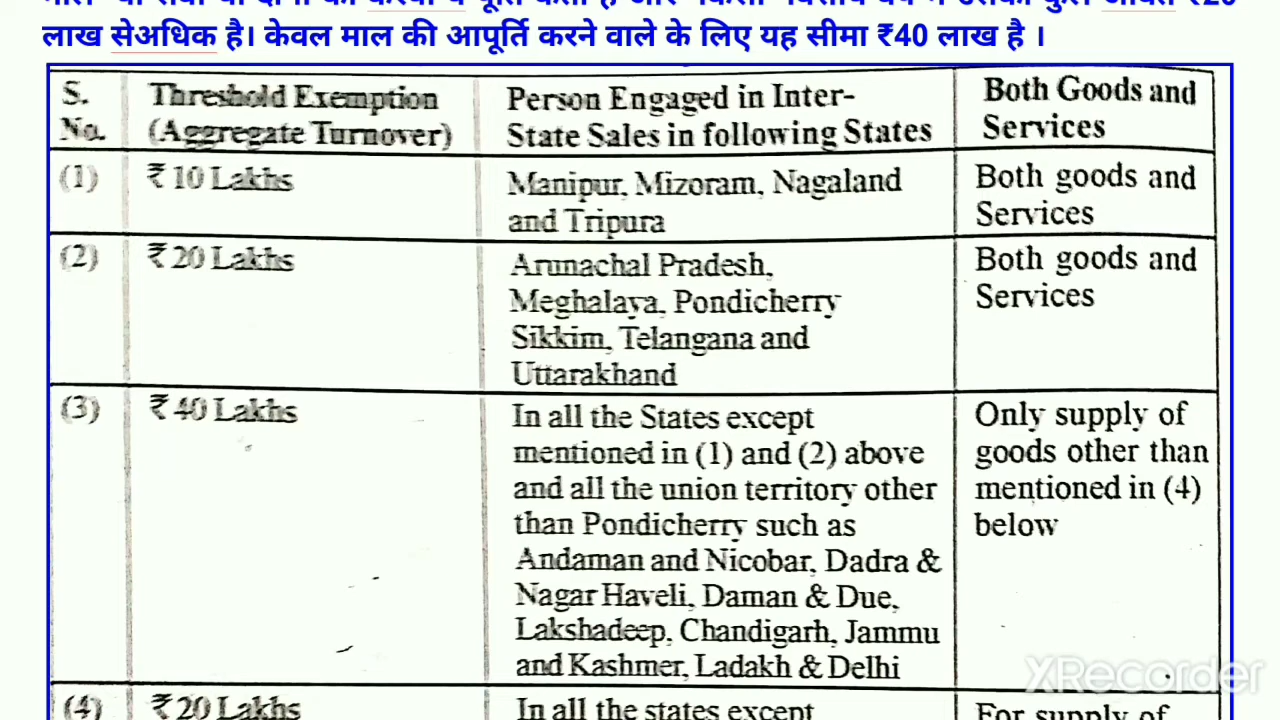 लाख सेअधिक है। केवल माल की आपूर्ति करने वाले के लिए यह सीमा ₹40 लाख है ।
S. No.
Threshold Exemption
(Aggregate Turnover)
Person Engaged in Inter-
State Sales in following States
Both Goods and
Services
(1)
₹ 10 Lakhs
Manipur, Mizoram, Nagaland
and Tripura
Both goods and
Services
(2)
₹ 20 Lakhs
Arunachal Pradesh,
Meghalaya, Pondicherry
Sikkim, Telangana and
Uttarakhand
Both goods and
Services
(3)
₹ 40 Lakhs
In all the States except
mentioned in (1) and (2) above
and all the union territory other
than Pondicherry such as
Andaman and Nicobar, Dadra &
Nagar Haveli, Daman & Due,
Lakshadeep, Chandigarh, Jammu
and Kashmer, Ladakh & Delhi
Only supply of
goods other than
mentioned in (4)
below
(4)
₹ 20 Lakhs
In all the states except
For supply of
XRecorder